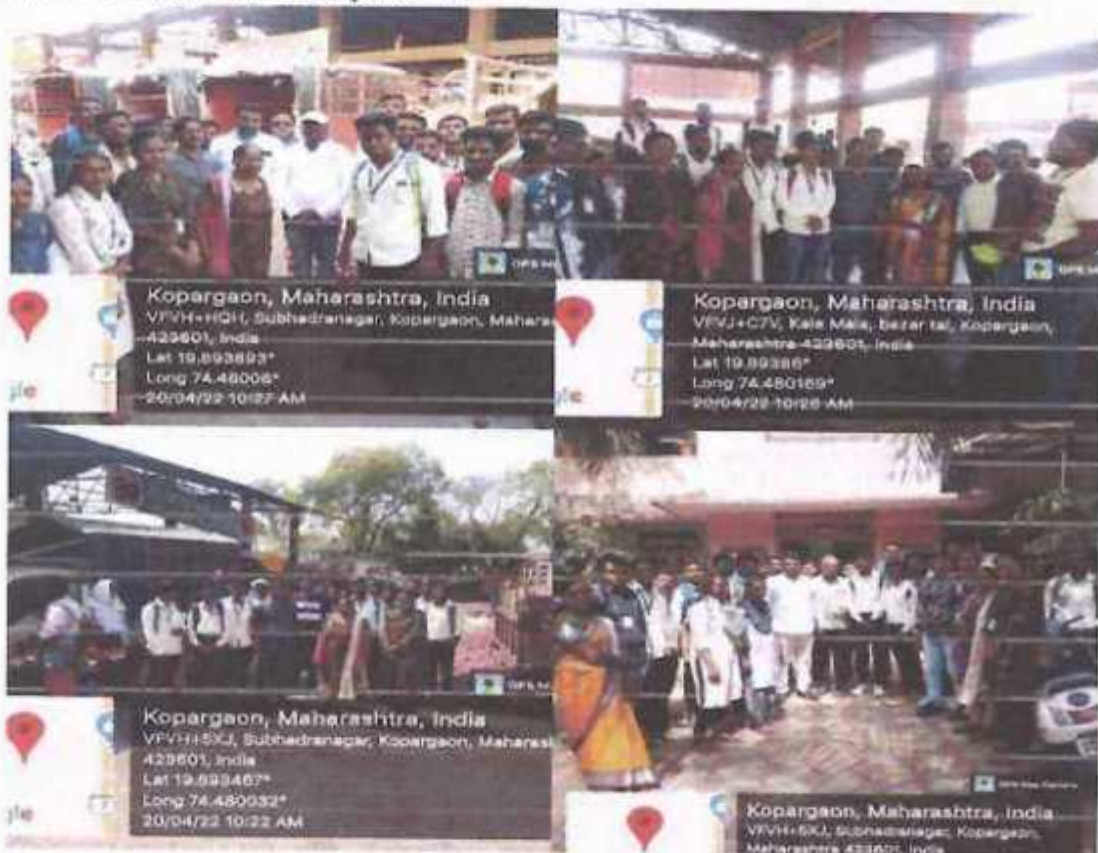 Kopargaon, Maharashtra, India
VFVH+HQH, Subhadranagar, Kopargaon, Mahara
423601, India
Lat 19.893893°
Long 74.48006°
20/04/22 10:27 AM
Kopargaon, Maharashtra, India
VFVJ+C7V, Kale Mala, bazar tal, Kopargaon,
Maharashtra 423601, India
Lat 19.89386°
Long 74.480169°
20/04/22 10:26 AM
gle
Kopargaon, Maharashtra, India
VFVH+5XJ, Subhadranagar, Kopargaon, Maharas
423601, India
Lat 19.893467°
Long 74.480032°
20/04/22 10:22 AM
gle
Kopargaon, Maharashtra, India
VFVH+5XJ, Subhadranagar, Kopargaon,
Maharashtra 423601, India